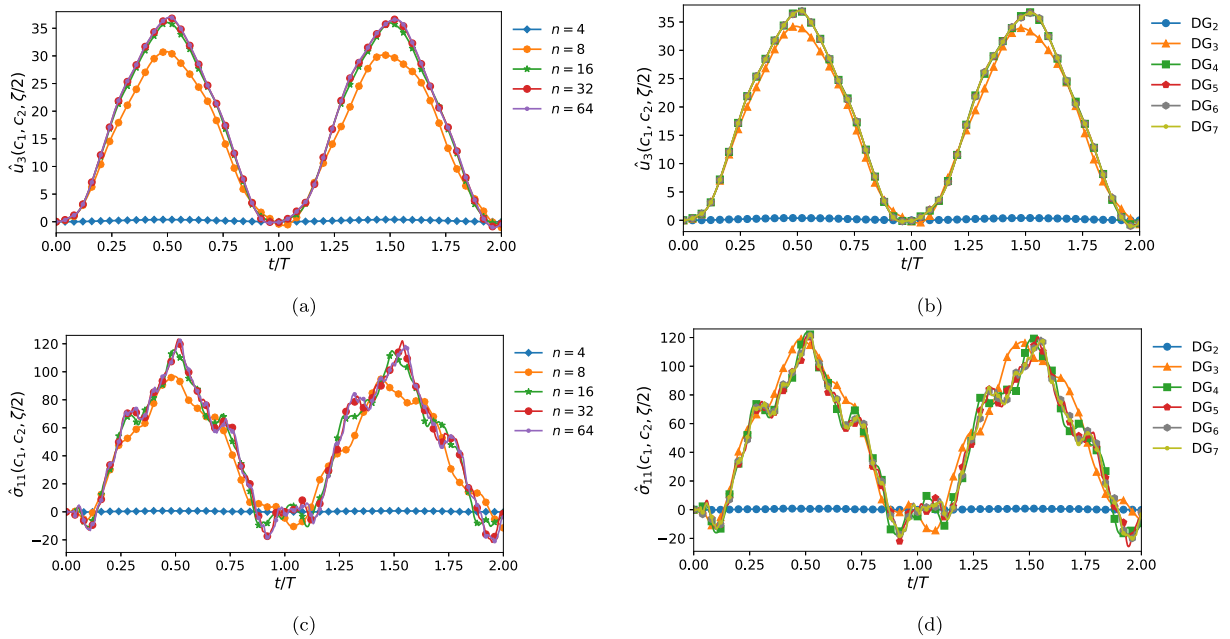 35
30
25
20
15
10
5
0
û₃(c₁, c₂, ζ/2)
0.00 0.25 0.50 0.75 1.00 1.25 1.50 1.75 2.00
t/T
n = 4
n = 8
n = 16
n = 32
n = 64
(a)
35
30
25
20
15
10
5
0
û₃(c₁, c₂, ζ/2)
0.00 0.25 0.50 0.75 1.00 1.25 1.50 1.75 2.00
t/T
DG₂
DG₃
DG₄
DG₅
DG₆
DG₇
(b)
120
100
80
60
40
20
0
−20
σ̂₁₁(c₁, c₂, ζ/2)
0.00 0.25 0.50 0.75 1.00 1.25 1.50 1.75 2.00
t/T
n = 4
n = 8
n = 16
n = 32
n = 64
(c)
120
100
80
60
40
20
0
−20
σ̂₁₁(c₁, c₂, ζ/2)
0.00 0.25 0.50 0.75 1.00 1.25 1.50 1.75 2.00
t/T
DG₂
DG₃
DG₄
DG₅
DG₆
DG₇
(d)